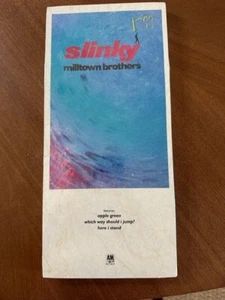 slinky
milltown brothers
apple green
which way should i jump?
here i stand
A&M